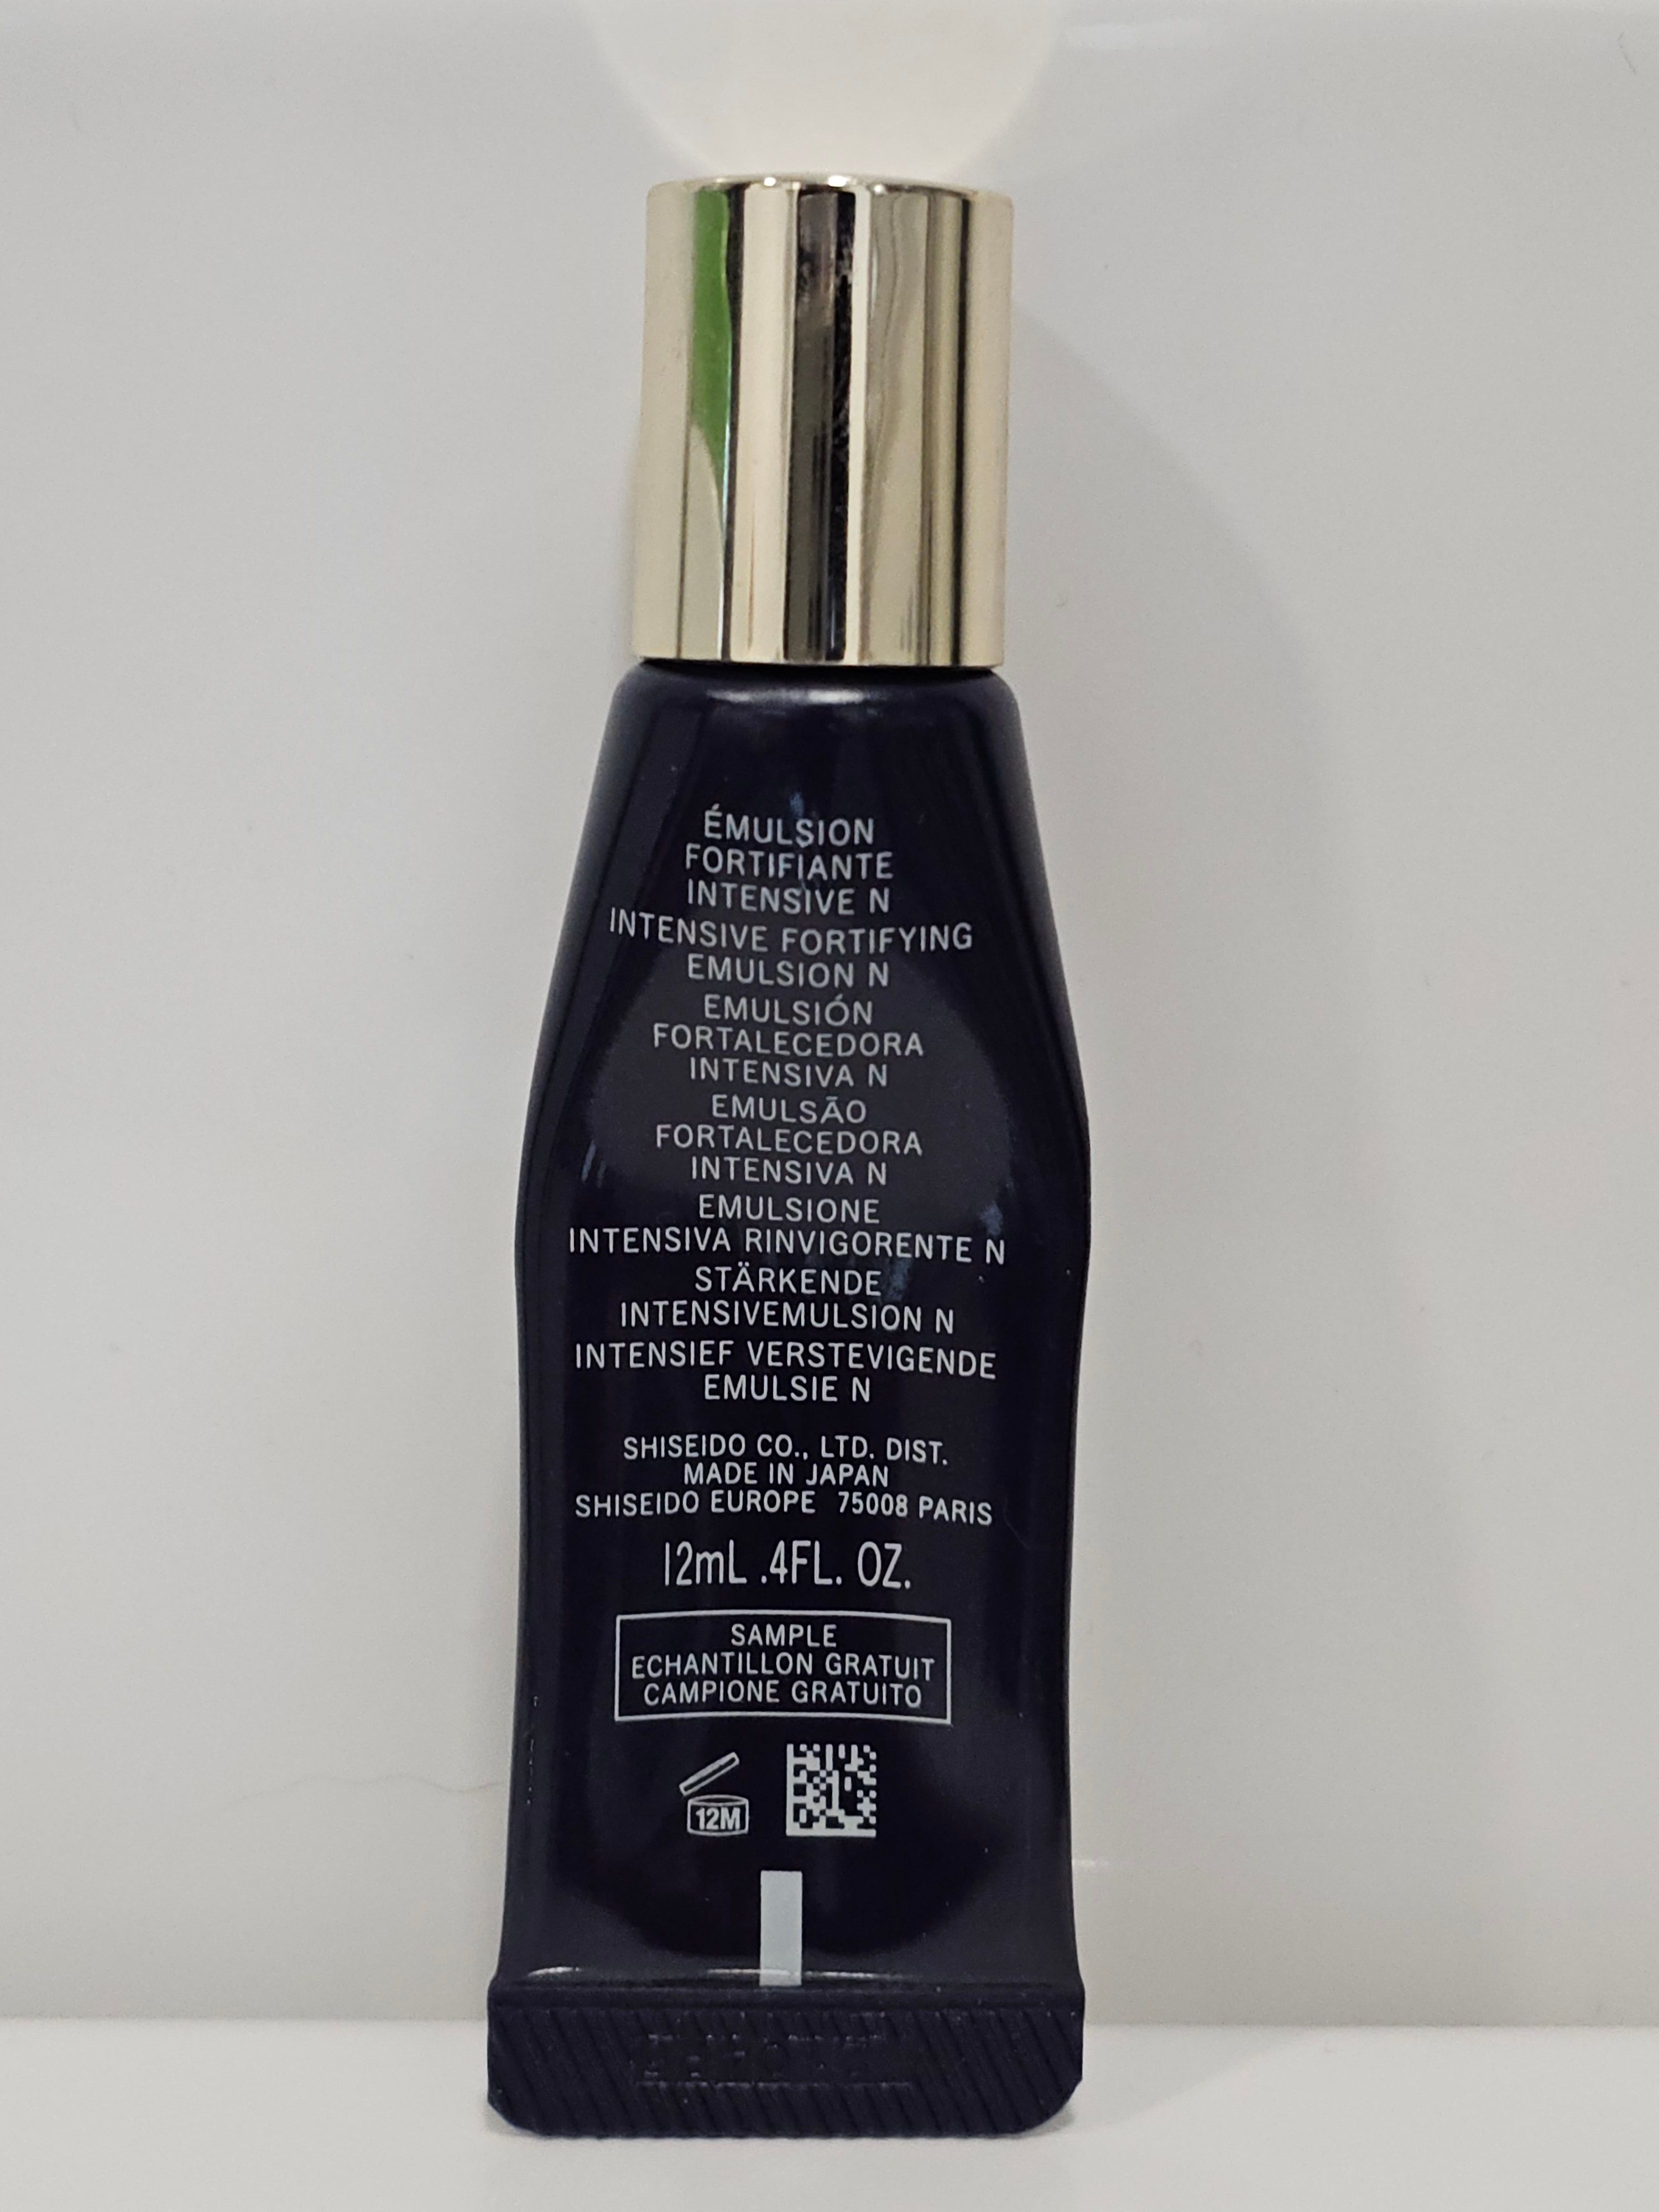 ÉMULSION
FORTIFIANTE
INTENSIVE N
INTENSIVE FORTIFYING
EMULSION N
EMULSIÓN
FORTALECEDORA
INTENSIVA N
EMULSÃO
FORTALECEDORA
INTENSIVA N
EMULSIONE
INTENSIVA RINVIGORENTE N
STÄRKENDE
INTENSIVEMULSION N
INTENSIEF VERSTEVIGENDE
EMULSIE N
SHISEIDO CO., LTD. DIST.
MADE IN JAPAN
SHISEIDO EUROPE 75008 PARIS
12mL .4FL. OZ.
SAMPLE
ECHANTILLON GRATUIT
CAMPIONE GRATUITO
12M